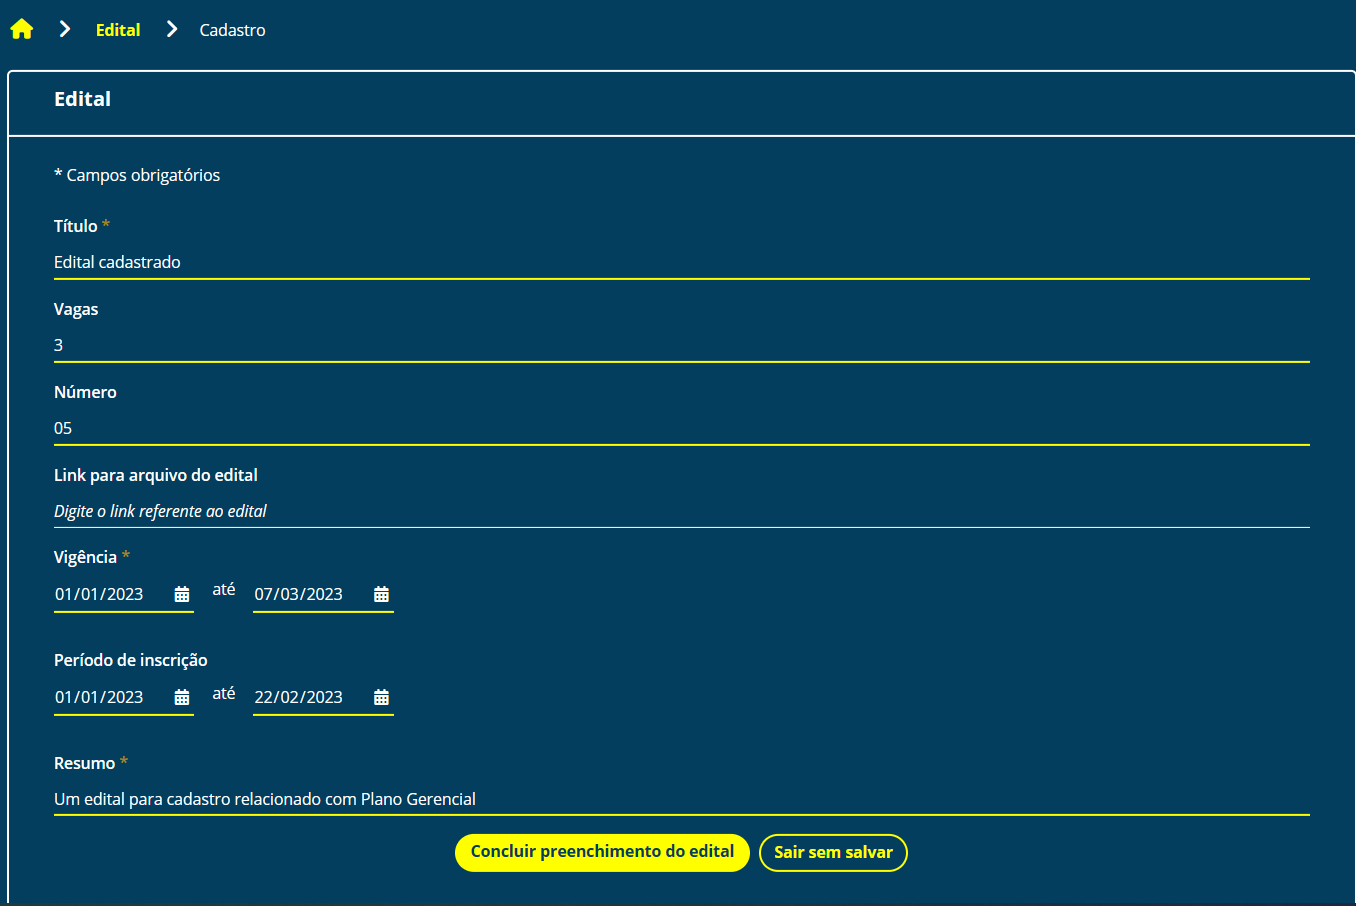 Edital Cadastro
Edital
* Campos obrigatórios
Título *
Edital cadastrado
Vagas
3
Número
05
Link para arquivo do edital
Digite o link referente ao edital
Vigência *
01/01/2023 até 07/03/2023
Período de inscrição
01/01/2023 até 22/02/2023
Resumo *
Um edital para cadastro relacionado com Plano Gerencial
Concluir preenchimento do edital Sair sem salvar